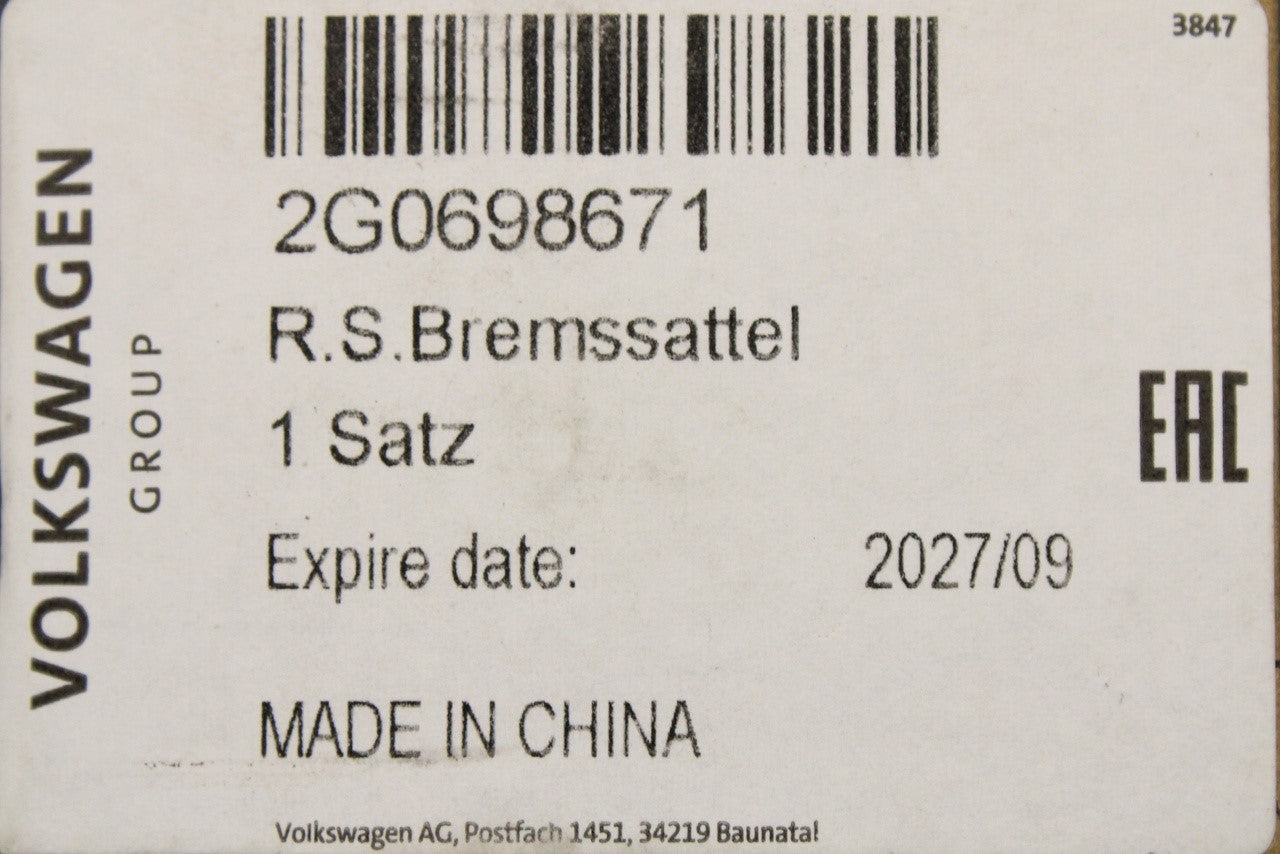 3847
VOLKSWAGEN
GROUP
2G0698671
R.S.Bremssattel
1 Satz
EAC
Expire date: 2027/09
MADE IN CHINA
Volkswagen AG, Postfach 1451, 34219 Baunatal